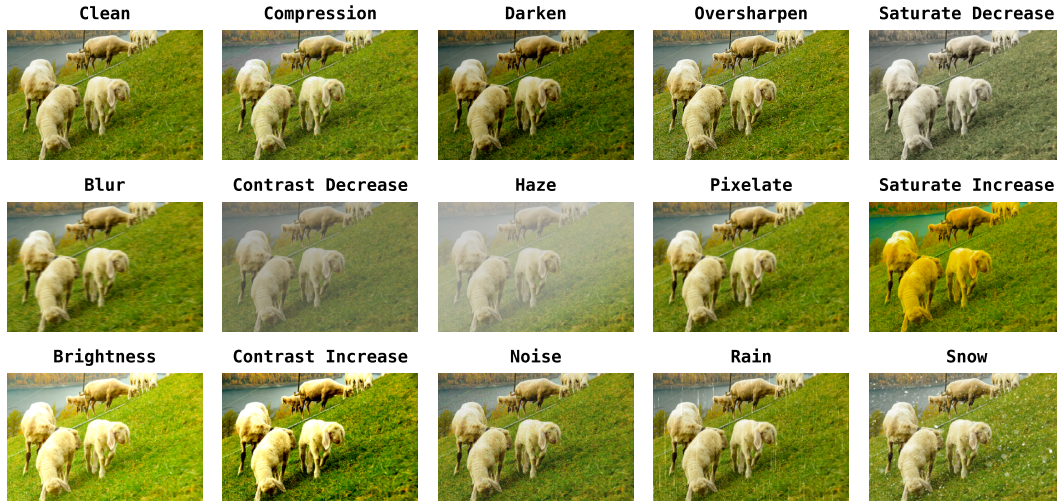 Clean
Compression
Darken
Oversharpen
Saturate Decrease
Blur
Contrast Decrease
Haze
Pixelate
Saturate Increase
Brightness
Contrast Increase
Noise
Rain
Snow